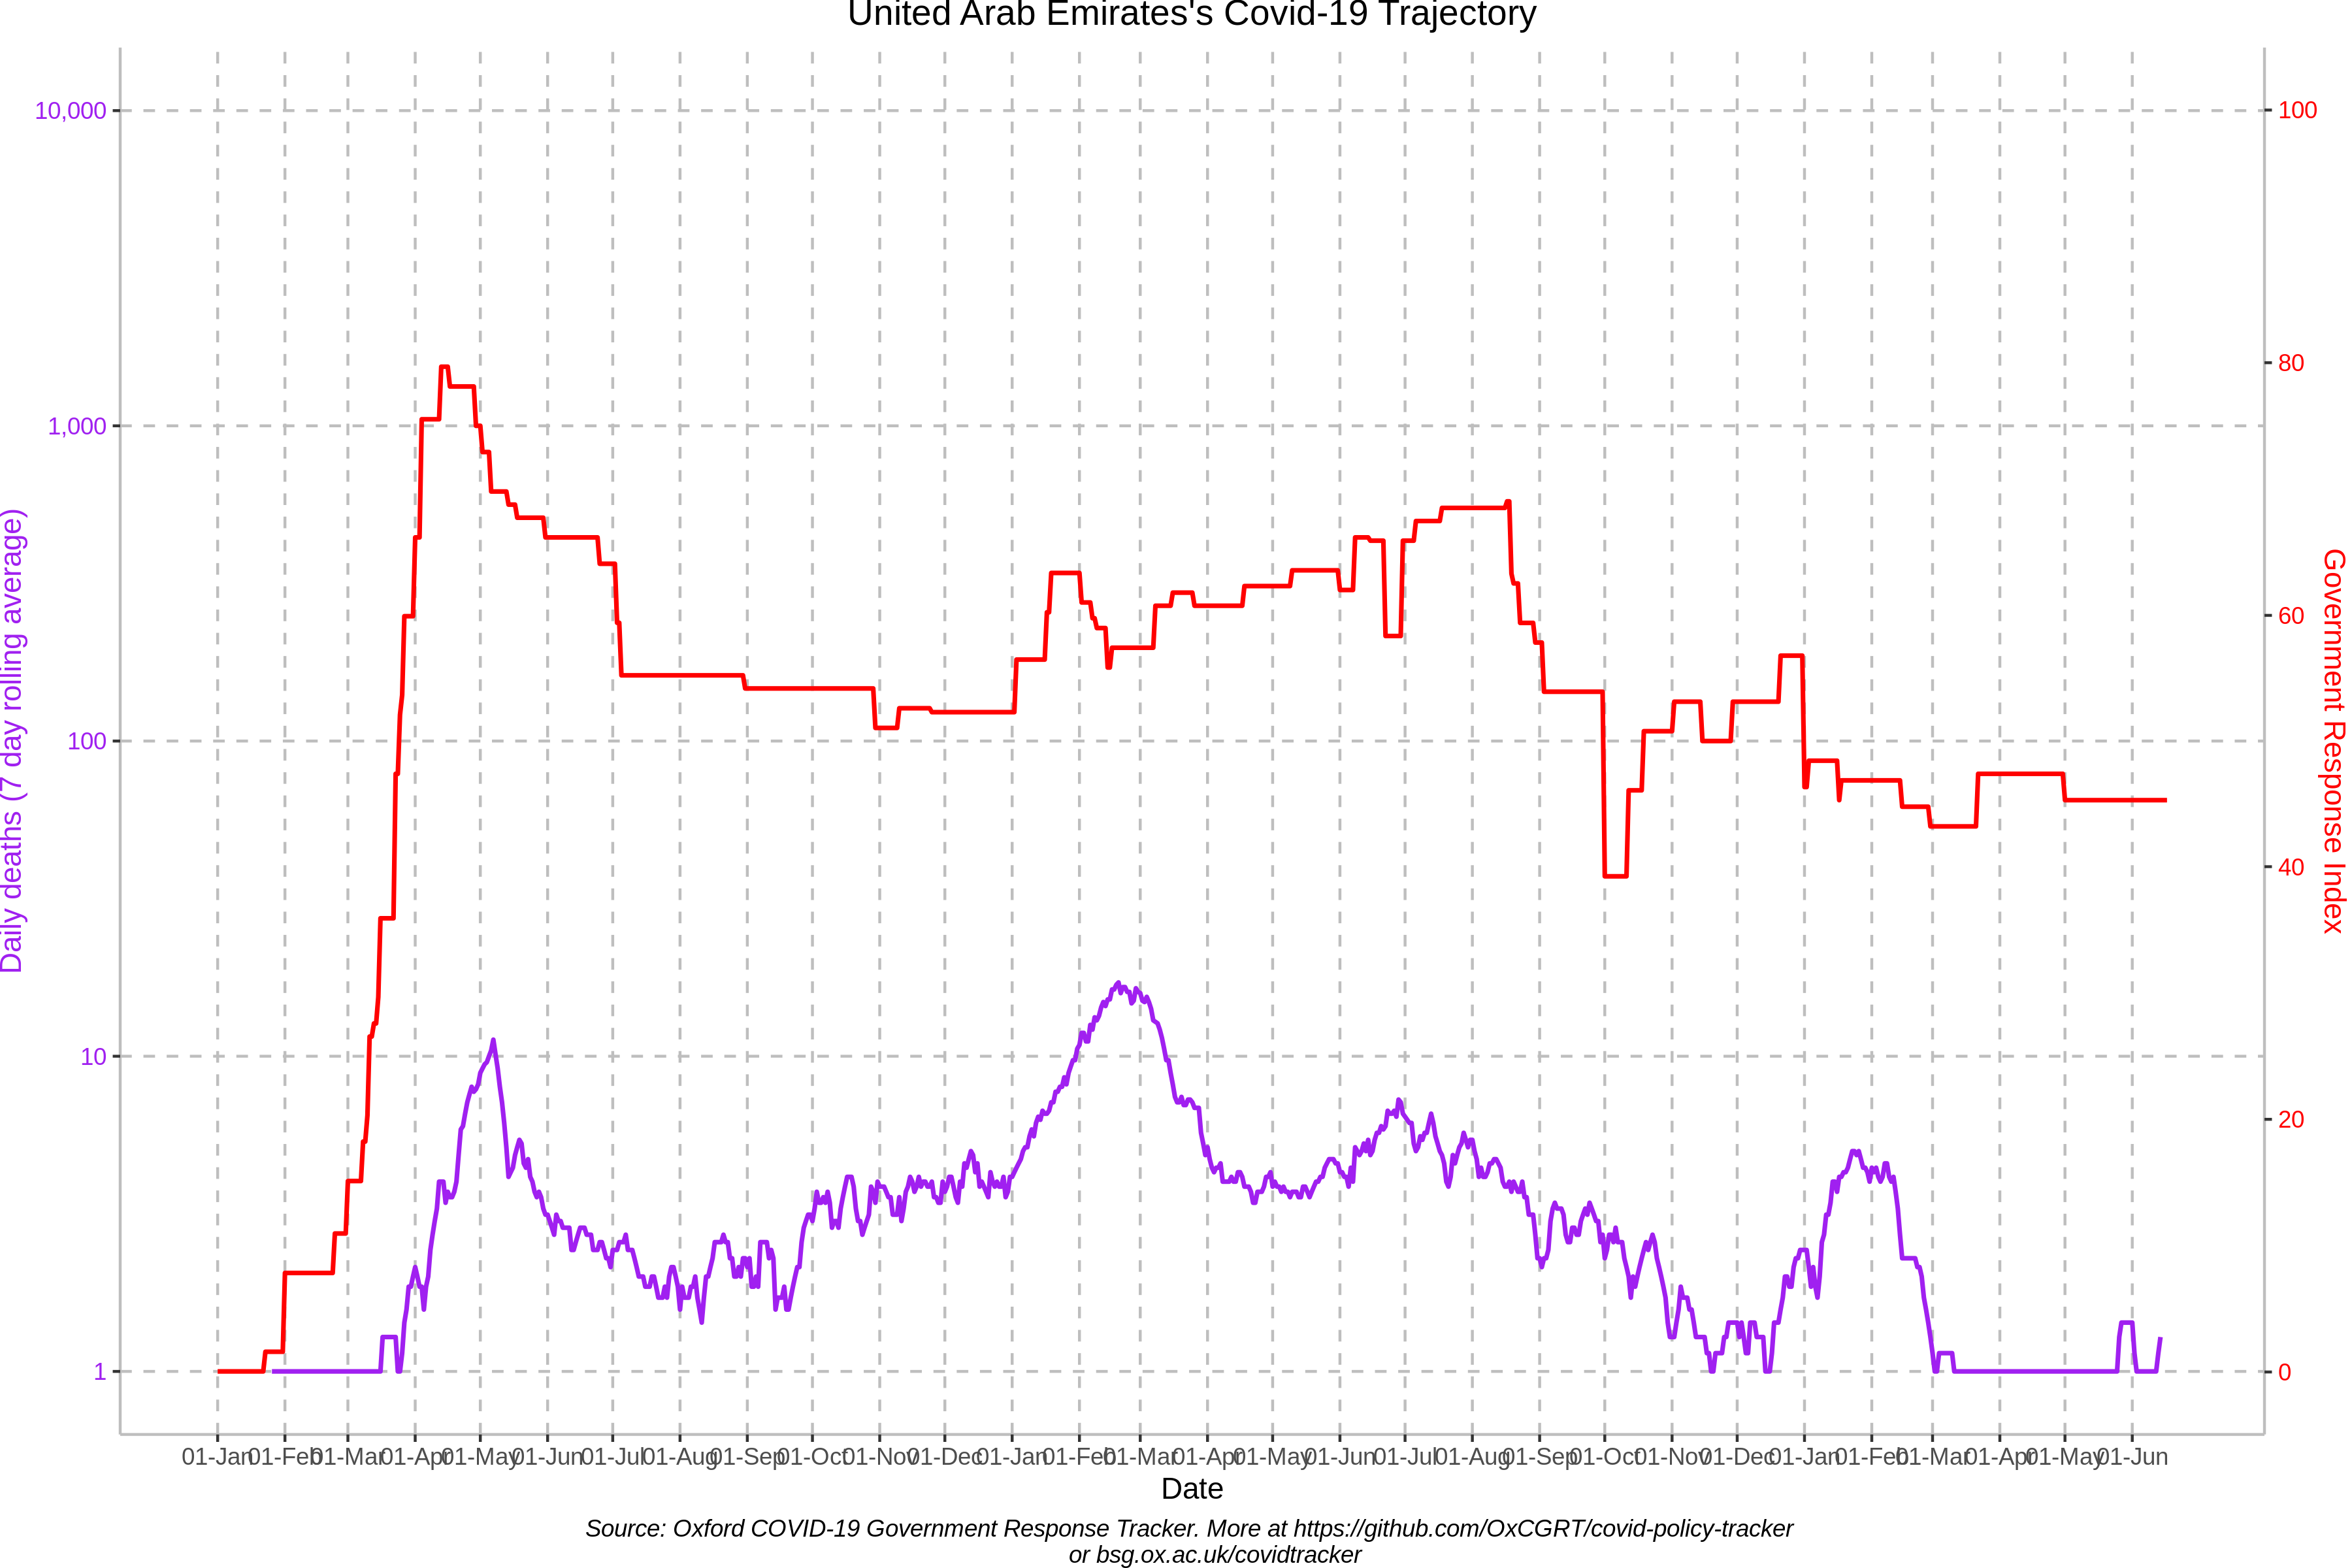 United Arab Emirates's Covid-19 Trajectory
10,000
1,000
100
10
1
Daily deaths (7 day rolling average)
100
80
60
40
20
0
Government Response Index
01-Jan 01-Feb 01-Mar 01-Apr 01-May 01-Jun 01-Jul 01-Aug 01-Sep 01-Oct 01-Nov 01-Dec 01-Jan 01-Feb 01-Mar 01-Apr 01-May 01-Jun 01-Jul 01-Aug 01-Sep 01-Oct 01-Nov 01-Dec 01-Jan 01-Feb 01-Mar 01-Apr 01-May 01-Jun
Date
Source: Oxford COVID-19 Government Response Tracker. More at https://github.com/OxCGRT/covid-policy-tracker
or bsg.ox.ac.uk/covidtracker